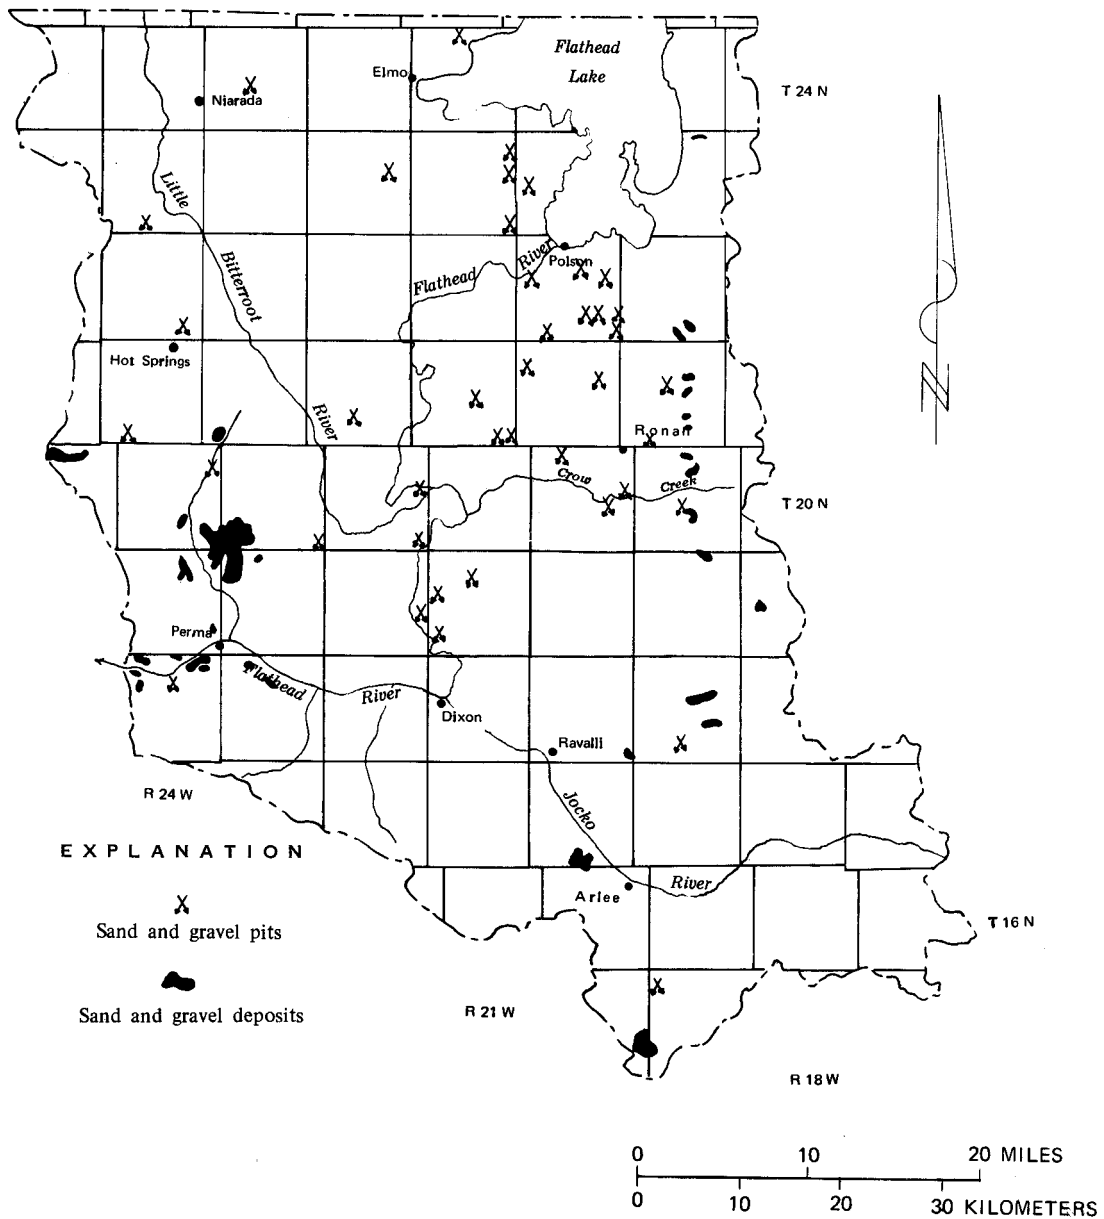 Flathead
Lake
Elmo
T 24 N
Niarada
Little
River
Polson
Bitterroot
Flathead
Hot Springs
River
Ronan
Crow
Creek
T 20 N
N
Perma
Flathead
River
Dixon
Ravalli
R 24 W
Jocko
River
Arlee
T 16 N
EXPLANATION
Sand and gravel pits
Sand and gravel deposits
R 21 W
R 18 W
0 10 20 MILES
0 10 20 30 KILOMETERS